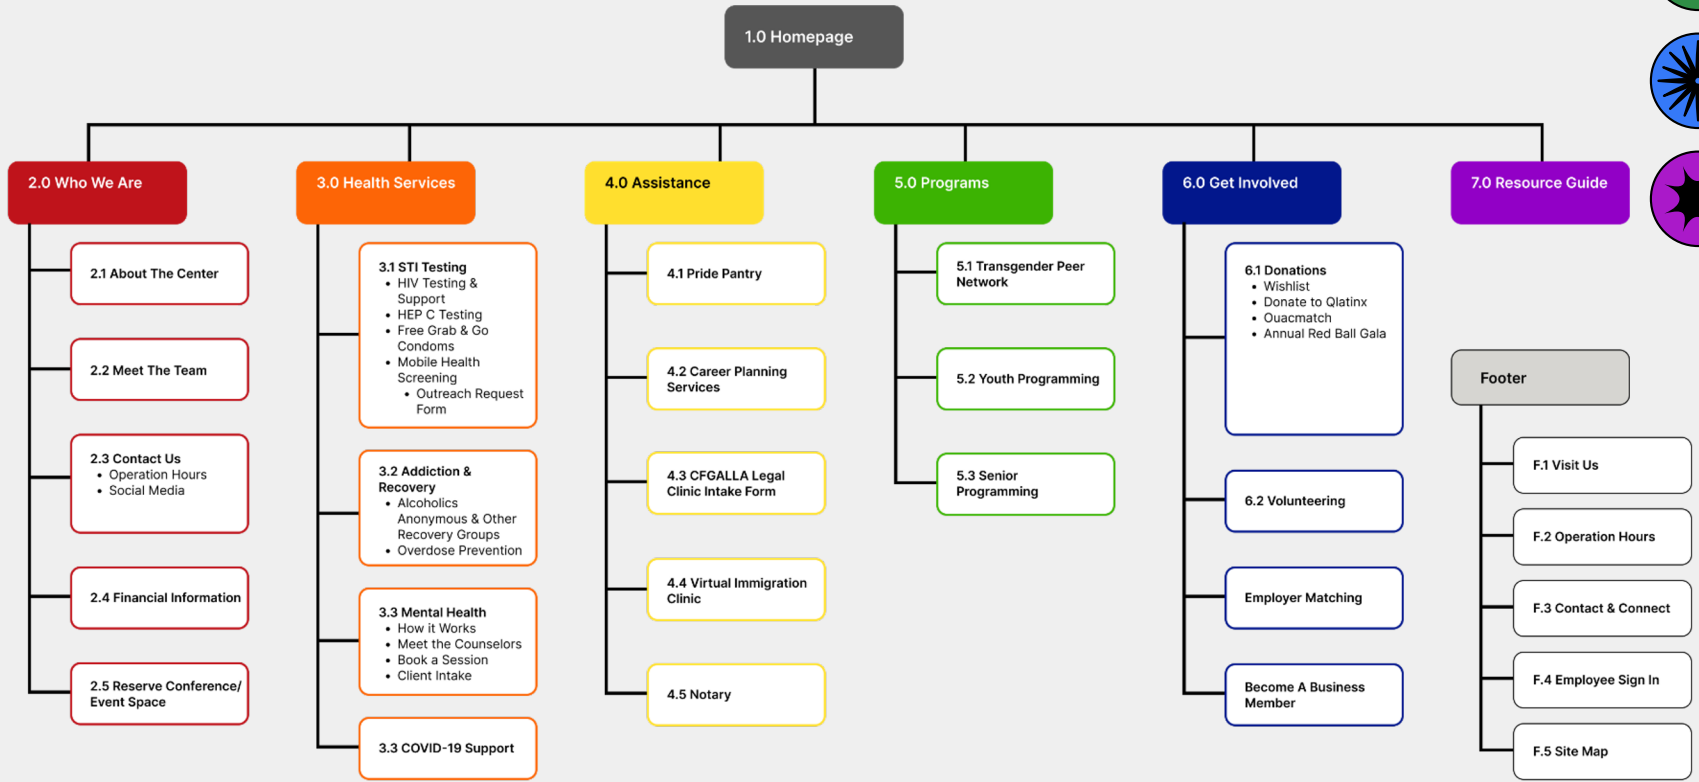 1.0 Homepage
2.0 Who We Are
2.1 About The Center
2.2 Meet The Team
2.3 Contact Us
• Operation Hours
• Social Media
2.4 Financial Information
2.5 Reserve Conference/
Event Space
3.0 Health Services
3.1 STI Testing
• HIV Testing &
Support
• HEP C Testing
• Free Grab & Go
Condoms
• Mobile Health
Screening
• Outreach Request
Form
3.2 Addiction &
Recovery
• Alcoholics
Anonymous & Other
Recovery Groups
• Overdose Prevention
3.3 Mental Health
• How it Works
• Meet the Counselors
• Book a Session
• Client Intake
3.3 COVID-19 Support
4.0 Assistance
4.1 Pride Pantry
4.2 Career Planning
Services
4.3 CFGALLA Legal
Clinic Intake Form
4.4 Virtual Immigration
Clinic
4.5 Notary
5.0 Programs
5.1 Transgender Peer
Network
5.2 Youth Programming
5.3 Senior
Programming
6.0 Get Involved
6.1 Donations
• Wishlist
• Donate to Qlatinx
• Ouacmatch
• Annual Red Ball Gala
6.2 Volunteering
Employer Matching
Become A Business
Member
7.0 Resource Guide
Footer
F.1 Visit Us
F.2 Operation Hours
F.3 Contact & Connect
F.4 Employee Sign In
F.5 Site Map